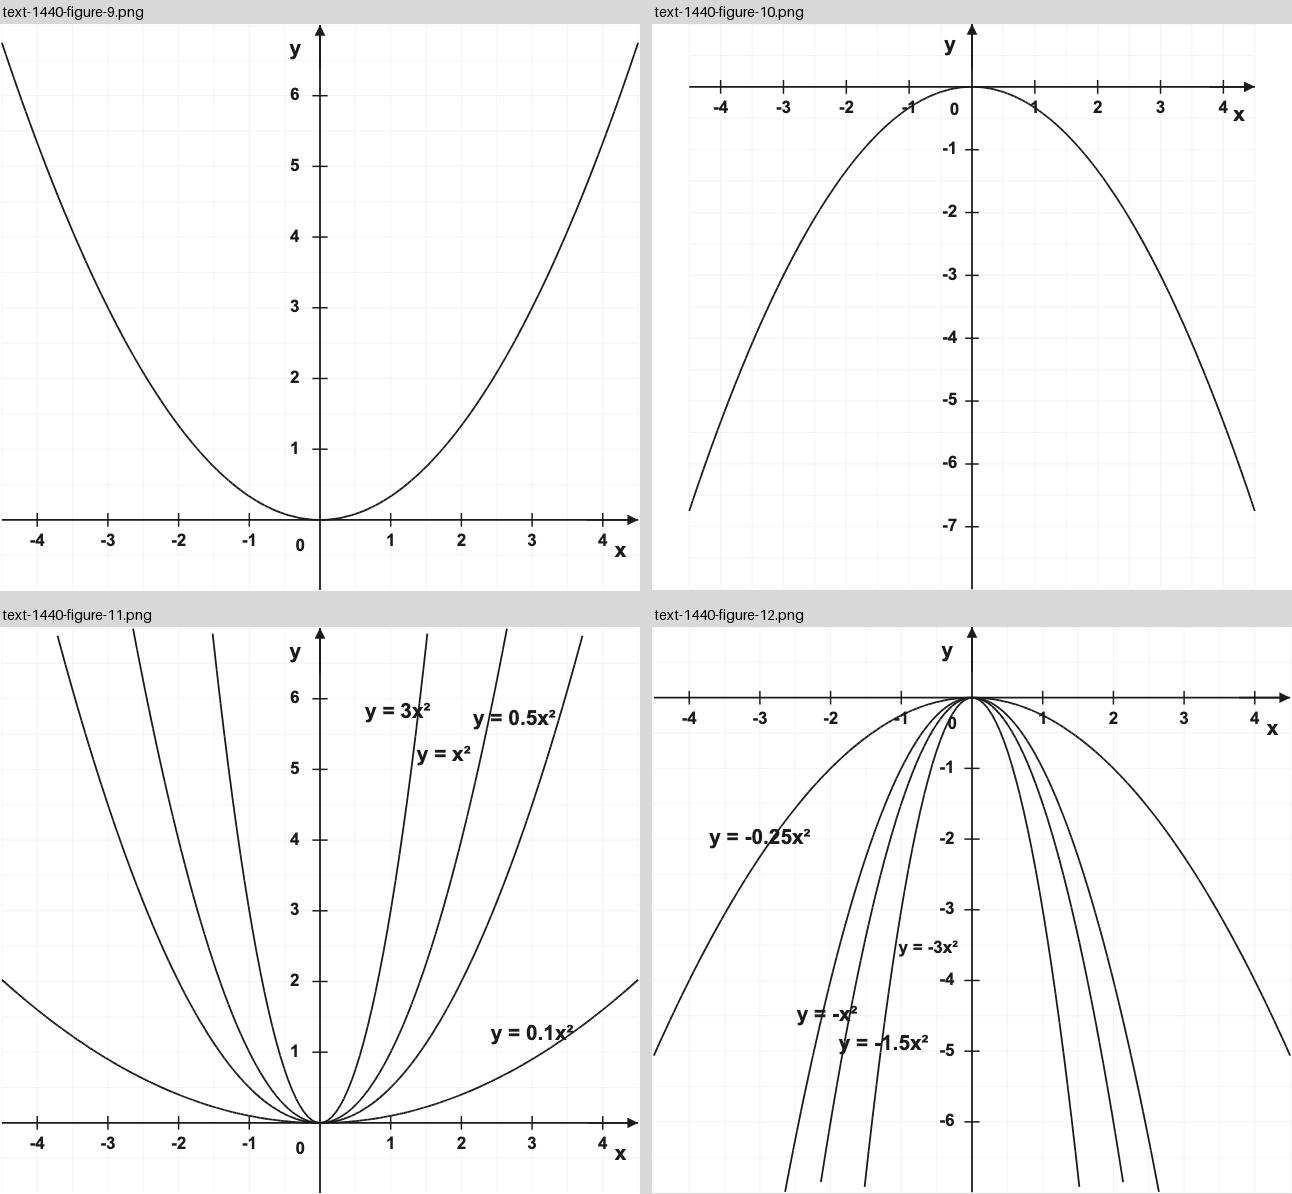 text-1440-figure-9.png
y
6
5
4
3
2
1
-4 -3 -2 -1 0 1 2 3 4 x
text-1440-figure-10.png
y
-4 -3 -2 -1 0 1 2 3 4 x
-1
-2
-3
-4
-5
-6
-7
text-1440-figure-11.png
y
6
y = 3x² y = 0.5x²
y = x²
5
4
3
2
y = 0.1x²
1
-4 -3 -2 -1 0 1 2 3 4 x
text-1440-figure-12.png
y
-4 -3 -2 -1 0 1 2 3 4 x
-1
y = -0.25x² -2
-3
y = -3x²
-4
y = -x²
y = -1.5x² -5
-6